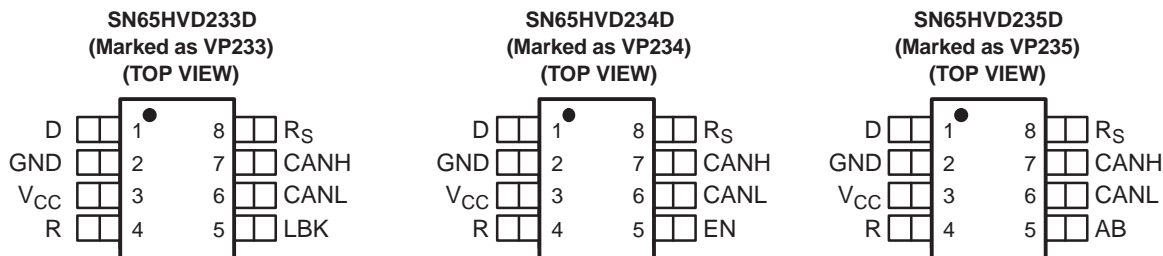 SN65HVD233D
(Marked as VP233)
(TOP VIEW)
D 1 8 RS
GND 2 7 CANH
VCC 3 6 CANL
R 4 5 LBK
SN65HVD234D
(Marked as VP234)
(TOP VIEW)
D 1 8 RS
GND 2 7 CANH
VCC 3 6 CANL
R 4 5 EN
SN65HVD235D
(Marked as VP235)
(TOP VIEW)
D 1 8 RS
GND 2 7 CANH
VCC 3 6 CANL
R 4 5 AB